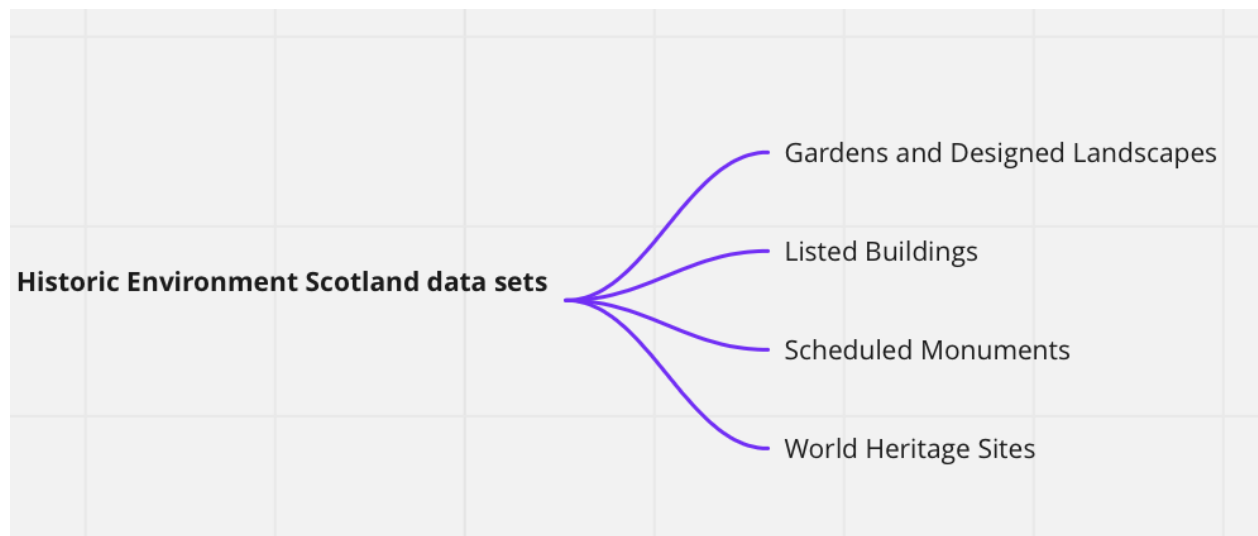 Historic Environment Scotland data sets
Gardens and Designed Landscapes
Listed Buildings
Scheduled Monuments
World Heritage Sites